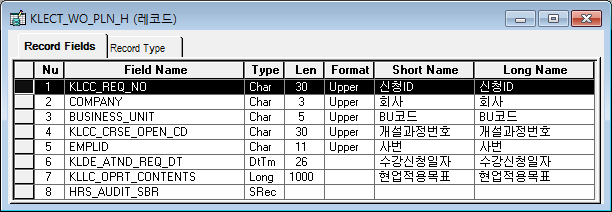 KLECT_WO_PLN_H (레코드)
Record Fields Record Type
Nu Field Name Type Len Format Short Name Long Name
1 KLCC_REQ_NO Char 30 Upper 신청ID 신청ID
2 COMPANY Char 3 Upper 회사 회사
3 BUSINESS_UNIT Char 5 Upper BU코드 BU코드
4 KLCC_CRSE_OPEN_CD Char 30 Upper 개설과정번호 개설과정번호
5 EMPLID Char 11 Upper 사번 사번
6 KLDE_ATND_REQ_DT DtTm 26 수강신청일자 수강신청일자
7 KLLC_OPRT_CONTENTS Long 1000 현업적용목표 현업적용목표
8 HRS_AUDIT_SBR SRec